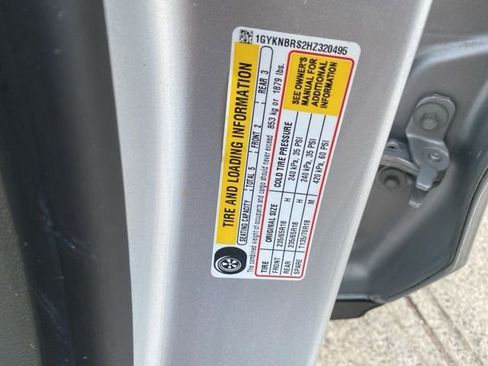 1GYKNBRS2HZ320495
TIRE AND LOADING INFORMATION
SEATING CAPACITY TOTAL 5 FRONT 2 REAR 3
The combined weight of occupants and cargo should never exceed 853 kg or 1879 lbs.
TIRE ORIGINAL SIZE COLD TIRE PRESSURE
FRONT 235/65R18 H 240 kPa, 35 PSI
REAR 235/65R18 H 240 kPa, 35 PSI
SPARE T135/70R18 M 420 kPa, 60 PSI
SEE OWNER'S
MANUAL FOR
ADDITIONAL
INFORMATION